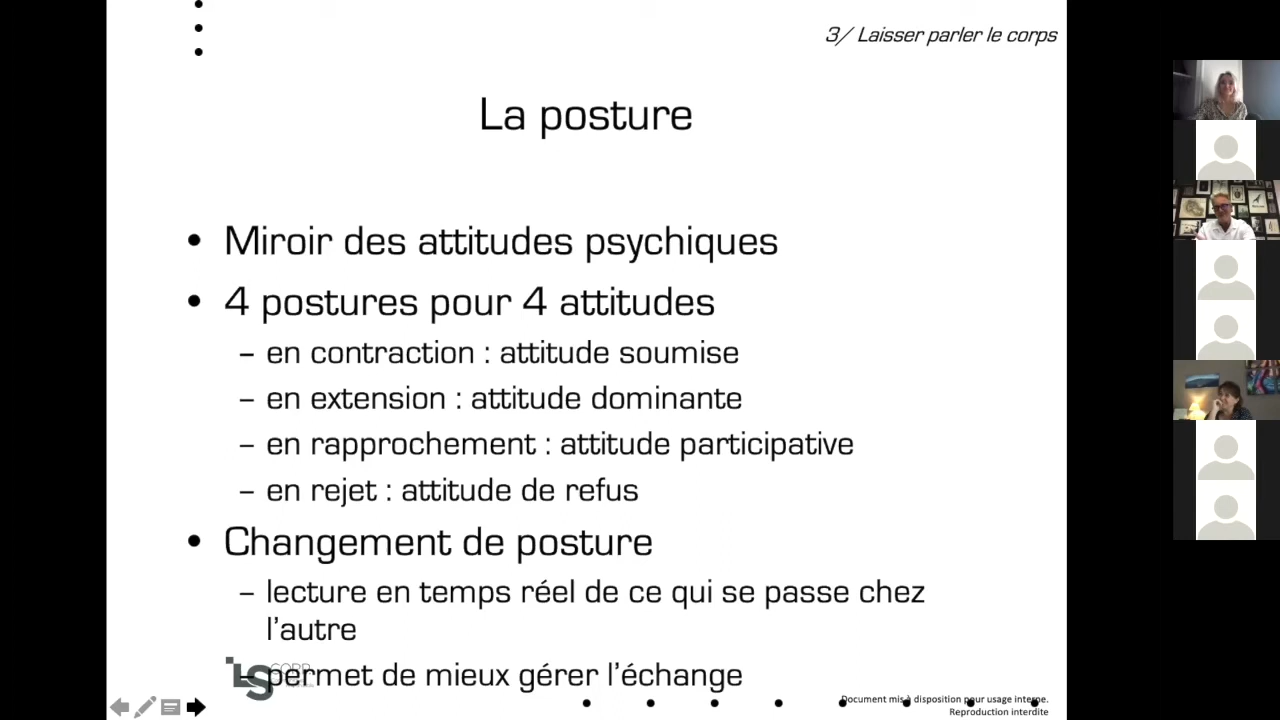 3/ Laisser parler le corps
La posture
• Miroir des attitudes psychiques
• 4 postures pour 4 attitudes
– en contraction : attitude soumise
– en extension : attitude dominante
– en rapprochement : attitude participative
– en rejet : attitude de refus
• Changement de posture
– lecture en temps réel de ce qui se passe chez
l'autre
– permet de mieux gérer l'échange
LS CORP
Document mis à disposition pour usage interne.
Reproduction interdite